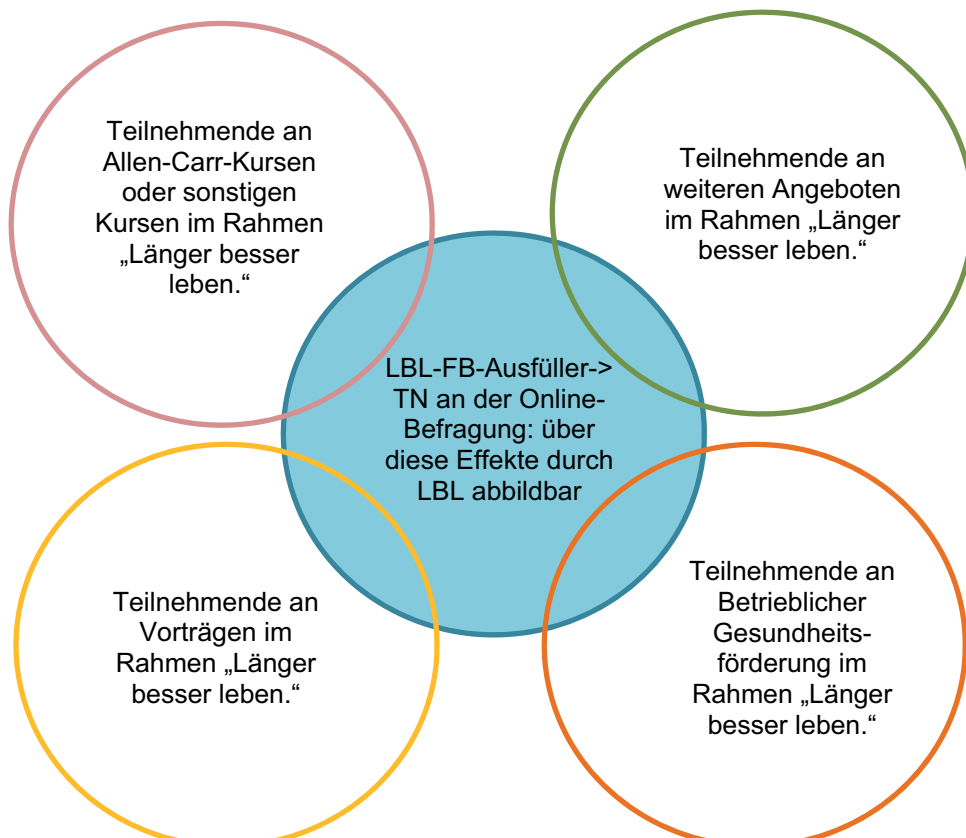 Teilnehmende an
Allen-Carr-Kursen
oder sonstigen
Kursen im Rahmen
„Länger besser
leben.“
Teilnehmende an
weiteren Angeboten
im Rahmen „Länger
besser leben.“
LBL-FB-Ausfüller->
TN an der Online-
Befragung: über
diese Effekte durch
LBL abbildbar
Teilnehmende an
Vorträgen im
Rahmen „Länger
besser leben.“
Teilnehmende an
Betrieblicher
Gesundheits-
förderung im
Rahmen „Länger
besser leben.“